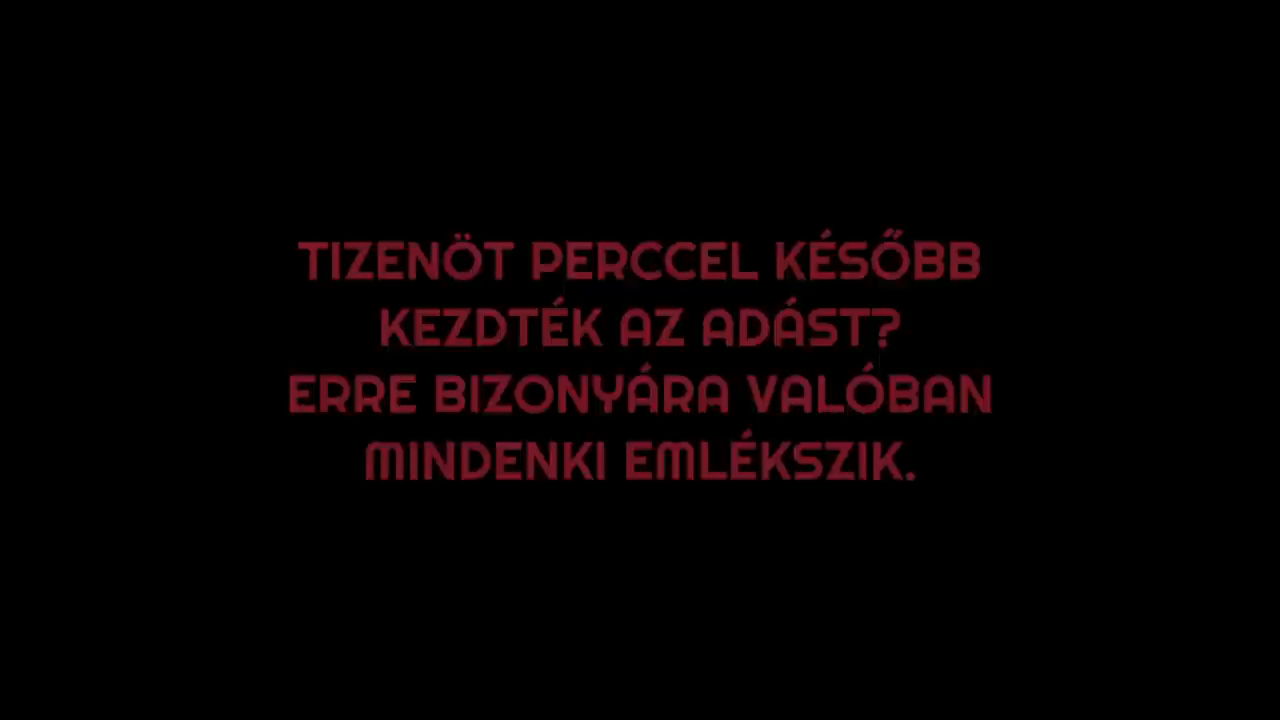 TIZENÖT PERCCEL KÉSŐBB
KEZDTÉK AZ ADÁST?
ERRE BIZONYÁRA VALÓBAN
MINDENKI EMLÉKSZIK.